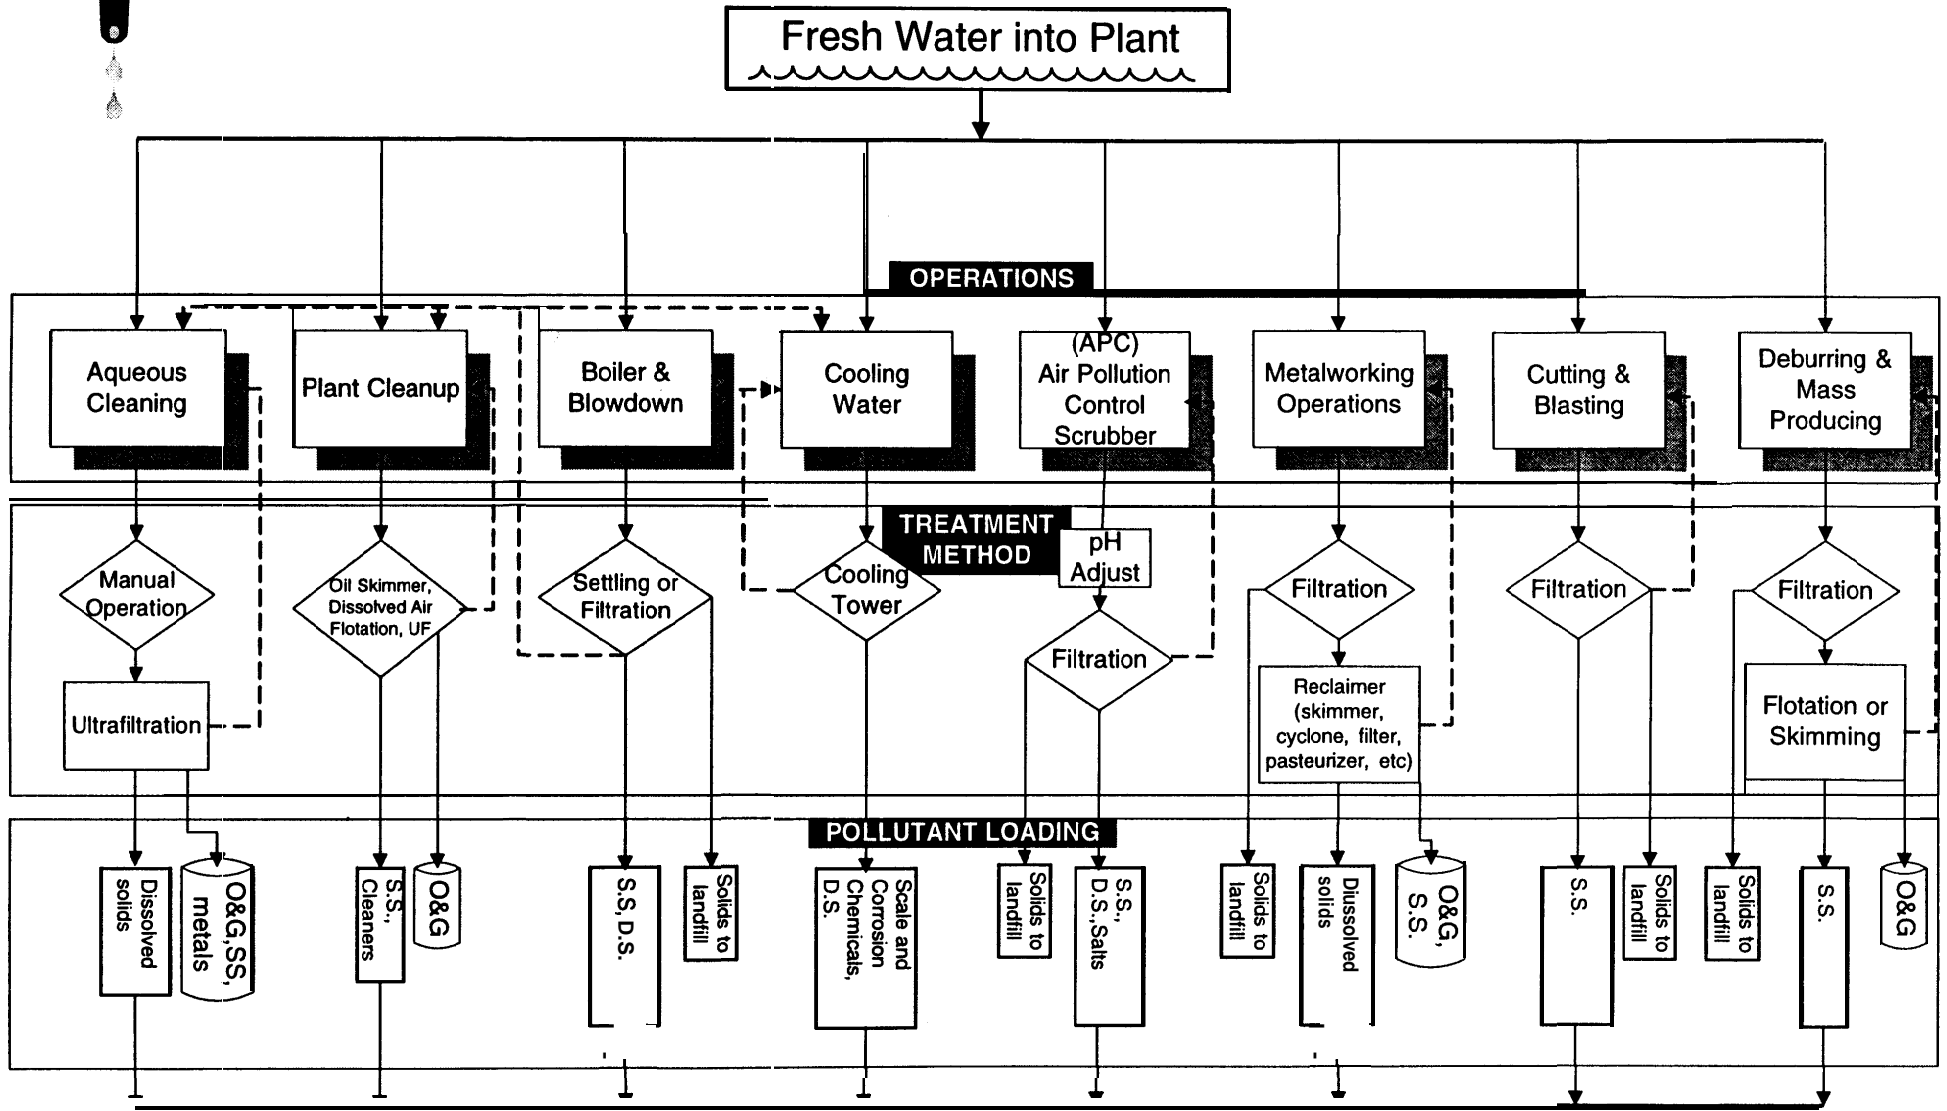 Fresh Water into Plant
OPERATIONS
Aqueous
Cleaning
Plant Cleanup
Boiler &
Blowdown
Cooling
Water
(APC)
Air Pollution
Control
Scrubber
Metalworking
Operations
Cutting &
Blasting
Deburring &
Mass
Producing
TREATMENT
METHOD
Manual
Operation
Ultrafiltration
Oil Skimmer,
Dissolved Air
Flotation, UF
Settling or
Filtration
Cooling
Tower
pH
Adjust
Filtration
Filtration
Reclaimer
(skimmer,
cyclone, filter,
pasteurizer, etc)
Filtration
Filtration
Flotation or
Skimming
POLLUTANT LOADING
Dissolved
solids
O&G,SS,
metals
S.S.,
Cleaners
O&G
S.S, D.S.
Solids to
landfill
Scale and
Corrosion
Chemicals,
D.S.
Solids to
landfill
S.S.,
D.S.,Salts
Solids to
landfill
Diussolved
solids
O&G,
S.S.
S.S.
Solids to
landfill
Solids to
landfill
S.S.
O&G